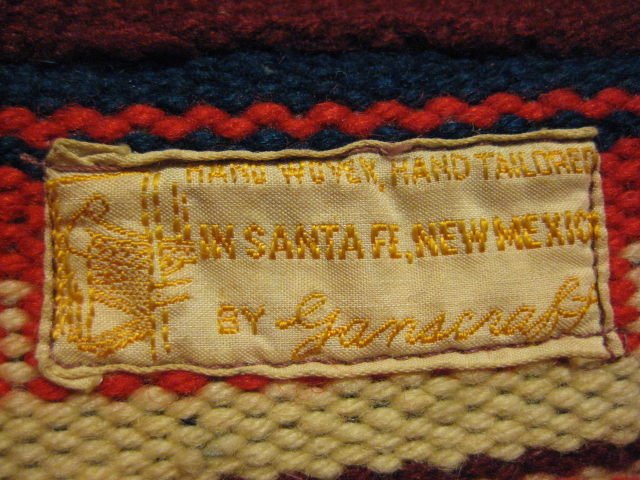 HAND WOVEN, HAND TAILORED
IN SANTA FE, NEW MEXICO
BY Ganscraft